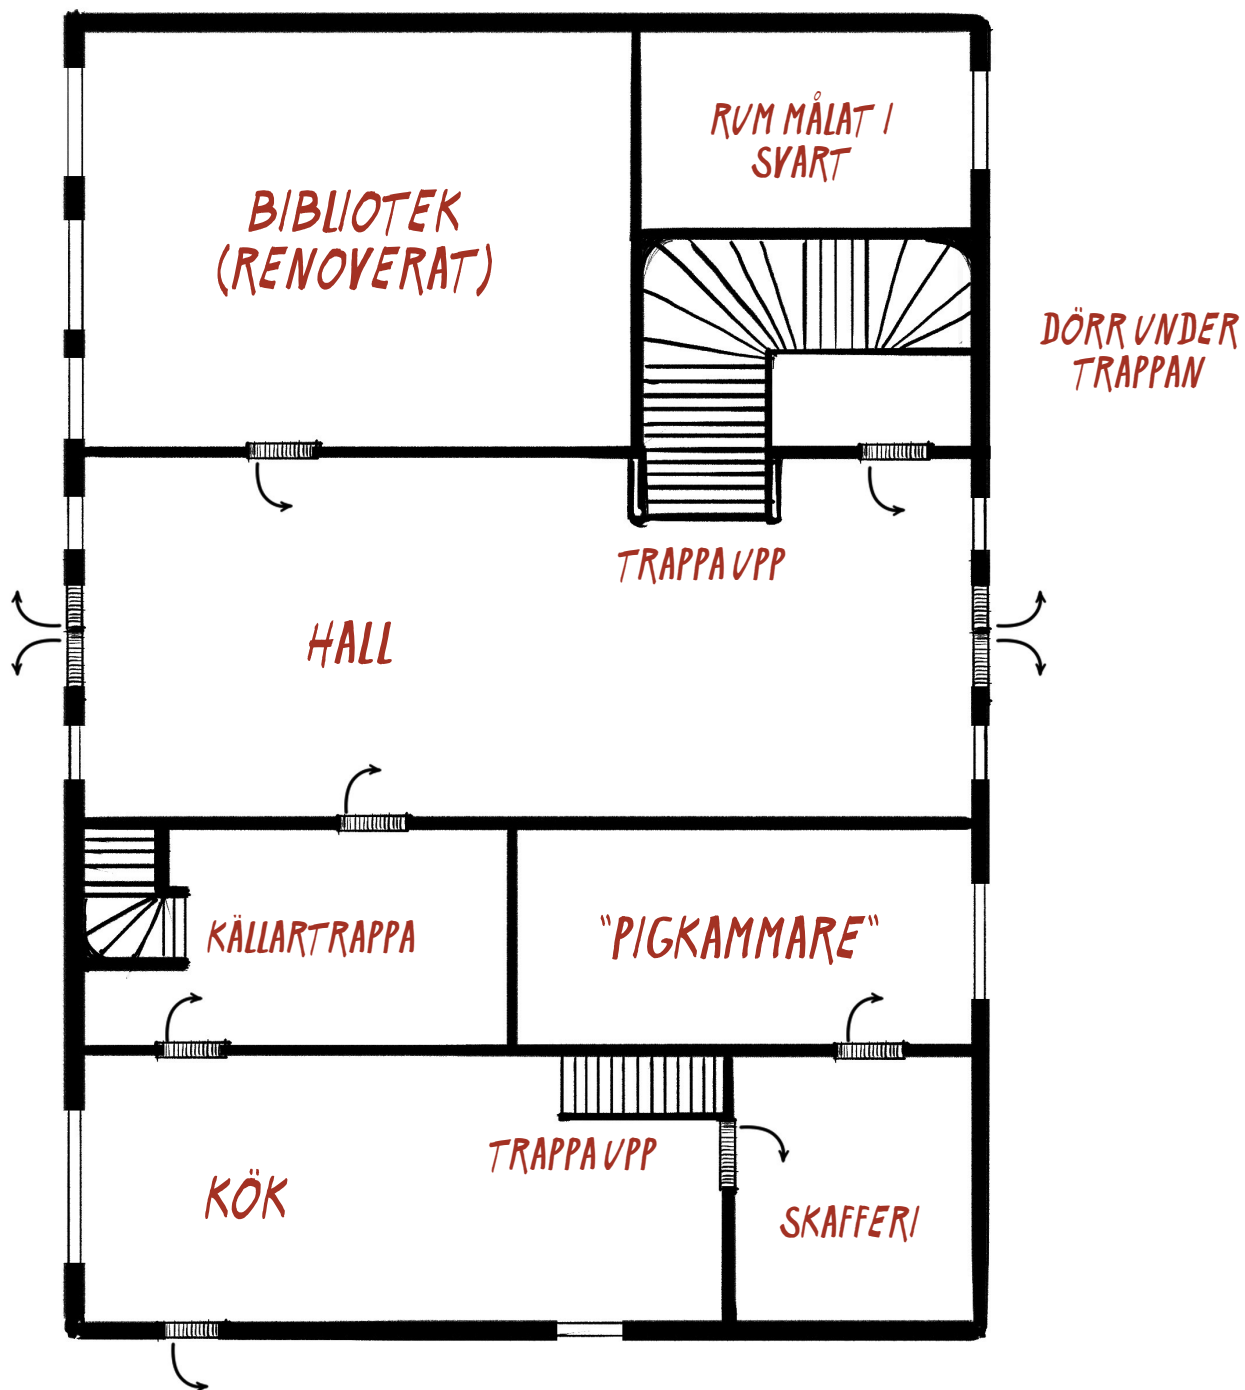 RUM MÅLAT I
SVART
BIBLIOTEK
(RENOVERAT)
DÖRR UNDER
TRAPPAN
TRAPPA UPP
HALL
KÄLLARTRAPPA
"PIGKAMMARE"
TRAPPA UPP
KÖK
SKAFFERI